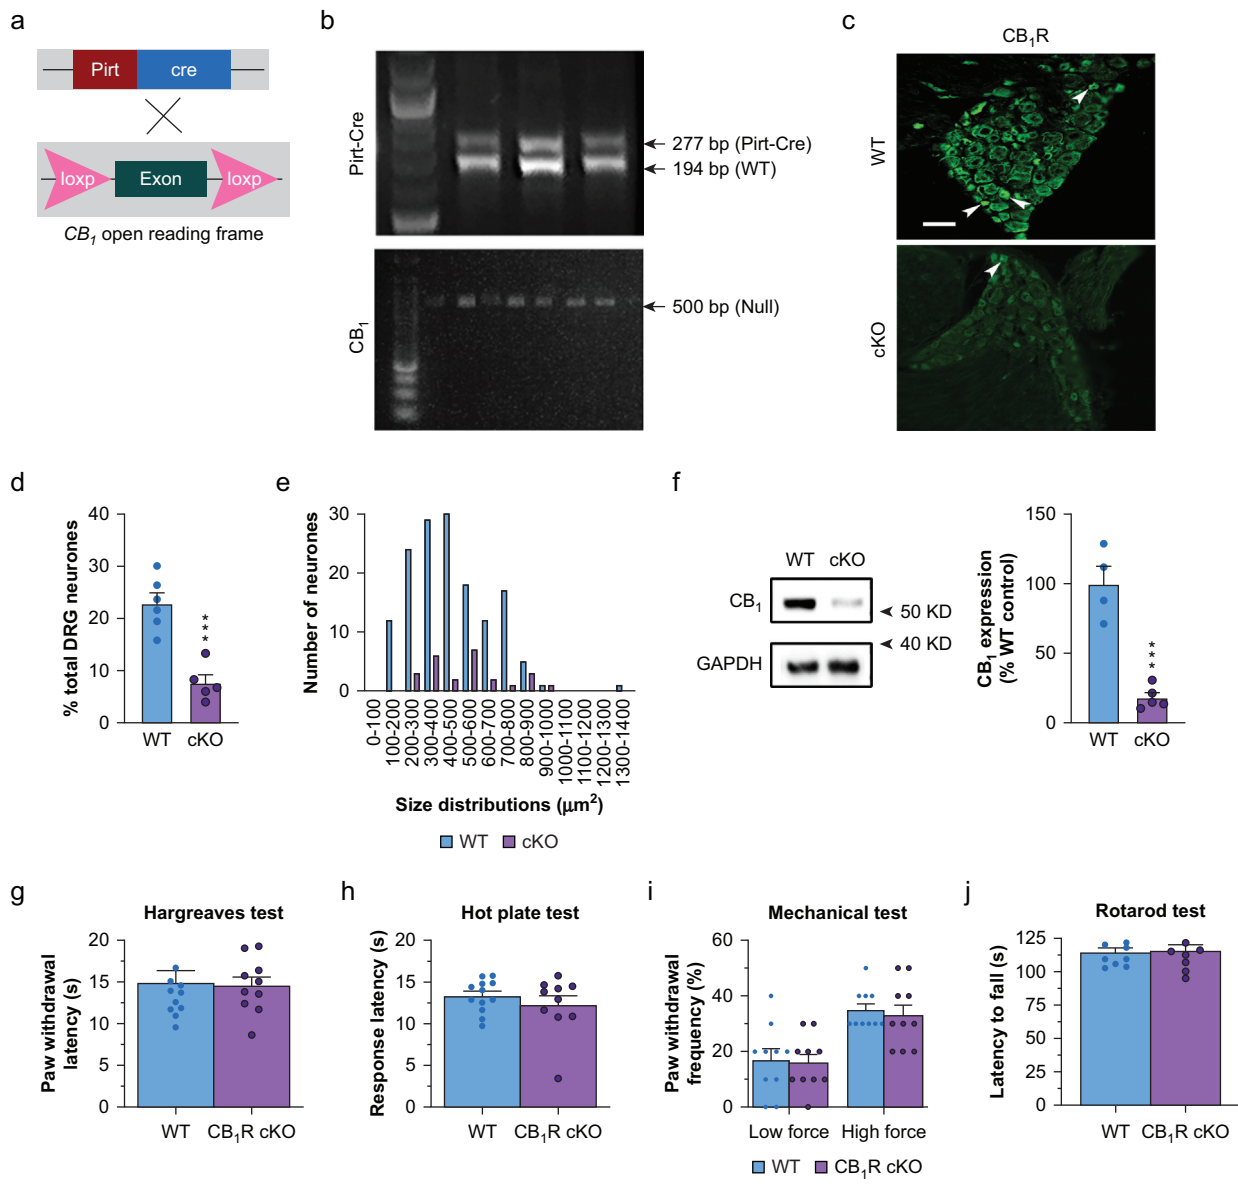 a
Pirt cre
loxp Exon loxp
CB1 open reading frame
b
Pirt-Cre
277 bp (Pirt-Cre)
194 bp (WT)
CB1
500 bp (Null)
c
CB1R
WT
cKO
d
% total DRG neurones
40
30
20
10
0
WT cKO
***
e
Number of neurones
30
20
10
0
0-100
100-200
200-300
300-400
400-500
500-600
600-700
700-800
800-900
900-1000
1000-1100
1100-1200
1200-1300
1300-1400
Size distributions (μm²)
WT cKO
f
WT cKO
CB1
50 KD
40 KD
GAPDH
CB1 expression
(% WT control)
150
100
50
0
***
WT cKO
g
Hargreaves test
Paw withdrawal
latency (s)
20
15
10
5
0
WT CB1R cKO
h
Hot plate test
Response latency (s)
20
15
10
5
0
WT CB1R cKO
i
Mechanical test
Paw withdrawal
frequency (%)
60
40
20
0
Low force High force
WT CB1R cKO
j
Rotarod test
Latency to fall (s)
125
100
75
50
25
0
WT CB1R cKO